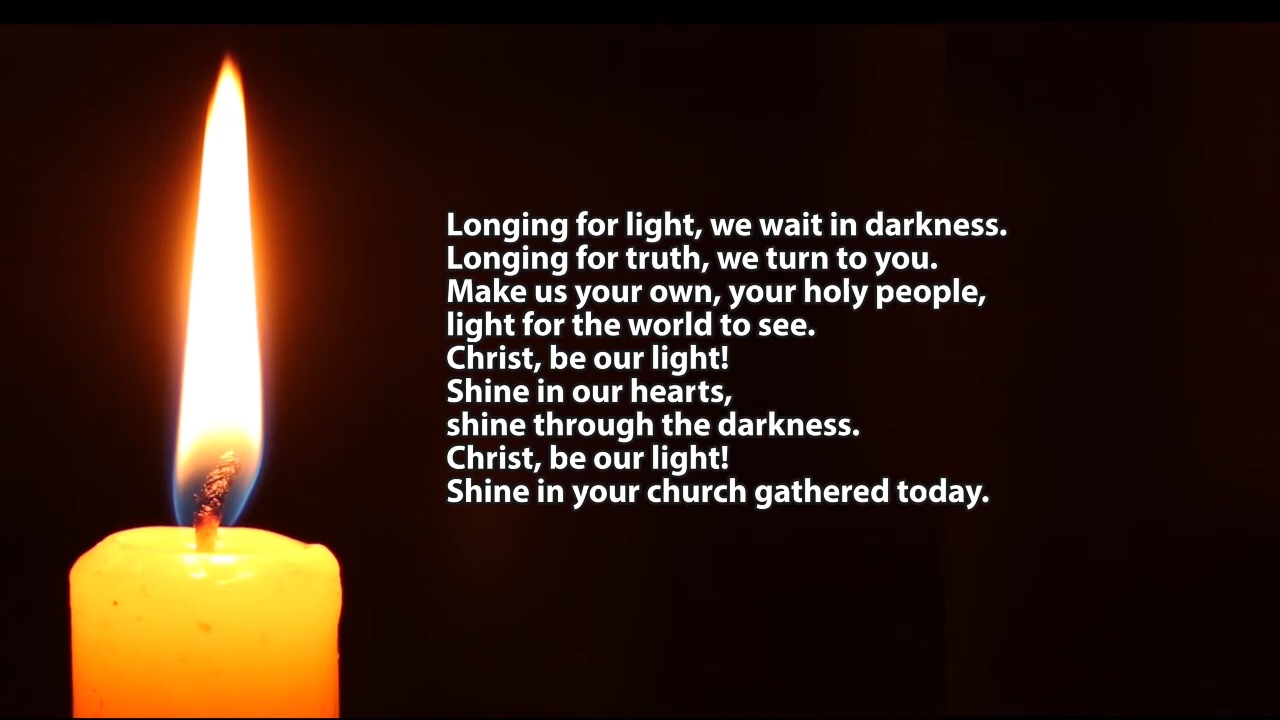 Longing for light, we wait in darkness.
Longing for truth, we turn to you.
Make us your own, your holy people,
light for the world to see.
Christ, be our light!
Shine in our hearts,
shine through the darkness.
Christ, be our light!
Shine in your church gathered today.